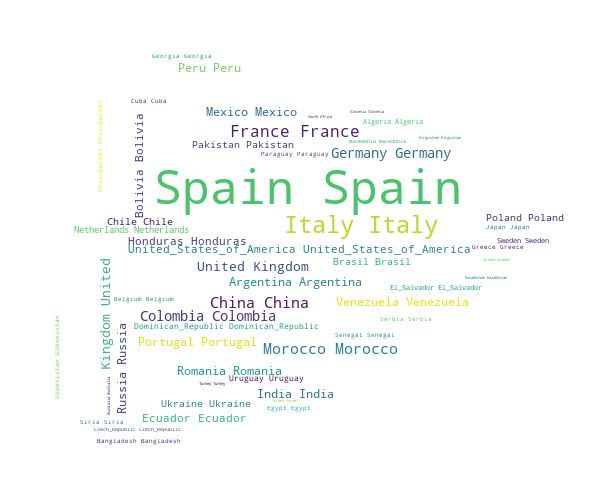 Georgia Georgia
Peru Peru
Cuba Cuba
Philippines Philippines
Mexico Mexico
South Africa
Slovenia Slovenia
Algeria Algeria
France France
Bolivia Bolivia
Pakistan Pakistan
Macedonia Macedonia
Paraguay Paraguay
Germany Germany
Spain Spain
Chile Chile
Italy Italy
Poland Poland
Netherlands Netherlands
Japan Japan
Honduras Honduras
Sweden Sweden
United_States_of_America United_States_of_America
Greece Greece
Brasil Brasil
United Kingdom
Kingdom United
Argentina Argentina
Kazakhstan Kazakhstan
El_Salvador El_Salvador
Belgium Belgium
China China
Venezuela Venezuela
Colombia Colombia
Serbia Serbia
Dominican_Republic Dominican_Republic
Senegal Senegal
Uzbekistan Uzbekistan
Russia Russia
Portugal Portugal
Morocco Morocco
Romania Romania
Uruguay Uruguay
Turkey Turkey
Australia Australia
India India
Ukraine Ukraine
Israel Israel
Egypt Egypt
Ecuador Ecuador
Siria Siria
Czech_Republic Czech_Republic
Bangladesh Bangladesh